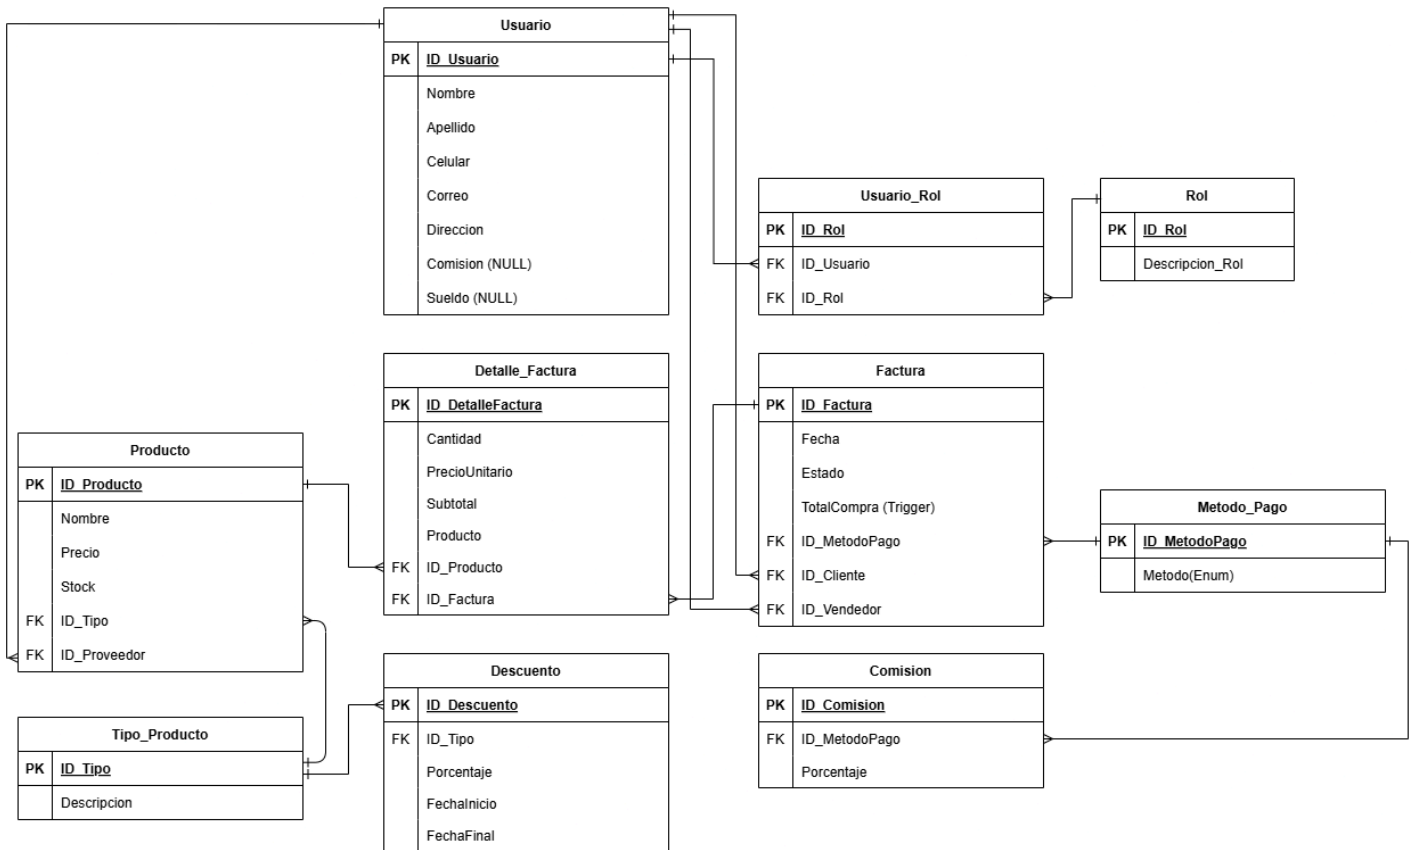 Usuario
PK ID_Usuario
Nombre
Apellido
Celular
Correo
Direccion
Comision (NULL)
Sueldo (NULL)
Usuario_Rol
PK ID_Rol
FK ID_Usuario
FK ID_Rol
Rol
PK ID_Rol
Descripcion_Rol
Detalle_Factura
PK ID_DetalleFactura
Cantidad
PrecioUnitario
Subtotal
Producto
FK ID_Producto
FK ID_Factura
Factura
PK ID_Factura
Fecha
Estado
TotalCompra (Trigger)
FK ID_MetodoPago
FK ID_Cliente
FK ID_Vendedor
Producto
PK ID_Producto
Nombre
Precio
Stock
FK ID_Tipo
FK ID_Proveedor
Metodo_Pago
PK ID_MetodoPago
Metodo(Enum)
Descuento
PK ID_Descuento
FK ID_Tipo
Porcentaje
FechaInicio
FechaFinal
Comision
PK ID_Comision
FK ID_MetodoPago
Porcentaje
Tipo_Producto
PK ID_Tipo
Descripcion